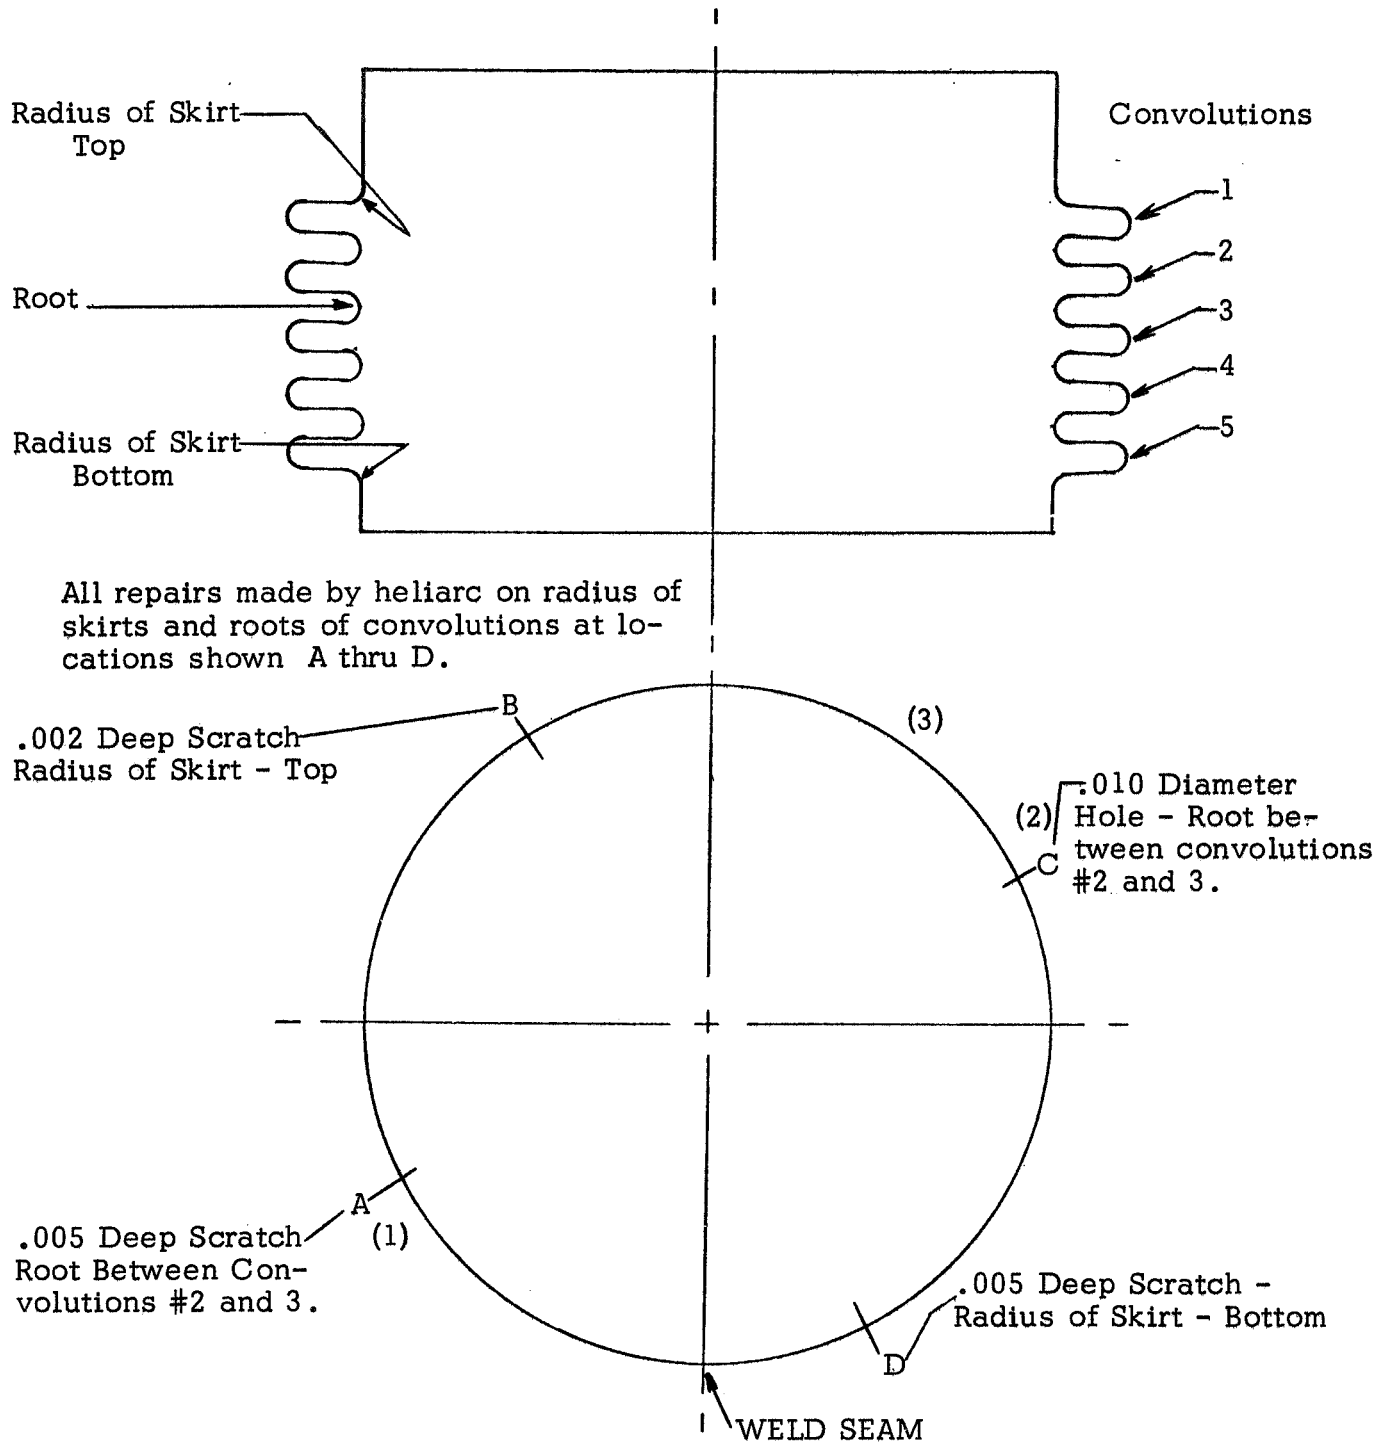 Radius of Skirt
Top
Convolutions
1
2
Root
3
4
Radius of Skirt
Bottom
5
All repairs made by heliarc on radius of
skirts and roots of convolutions at lo-
cations shown A thru D.
B
(3)
.002 Deep Scratch
Radius of Skirt - Top
.010 Diameter
(2)
Hole - Root be-
tween convolutions
#2 and 3.
C
A
(1)
.005 Deep Scratch
Root Between Con-
volutions #2 and 3.
.005 Deep Scratch -
Radius of Skirt - Bottom
D
WELD SEAM